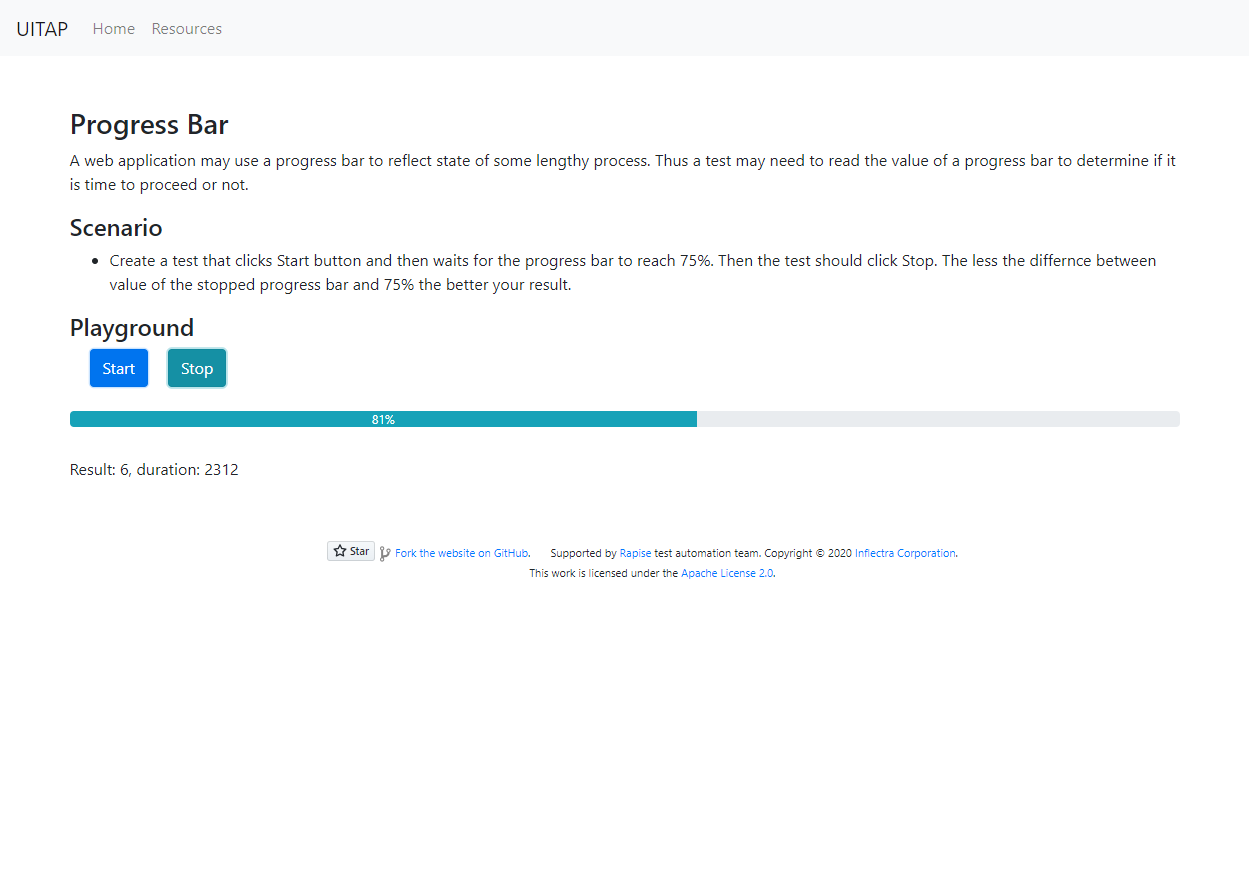 UITAP Home Resources
Progress Bar
A web application may use a progress bar to reflect state of some lengthy process. Thus a test may need to read the value of a progress bar to determine if it
is time to proceed or not.
Scenario
Create a test that clicks Start button and then waits for the progress bar to reach 75%. Then the test should click Stop. The less the differnce between
value of the stopped progress bar and 75% the better your result.
Playground
Start Stop
81%
Result: 6, duration: 2312
Star Fork the website on GitHub. Supported by Rapise test automation team. Copyright © 2020 Inflectra Corporation.
This work is licensed under the Apache License 2.0.